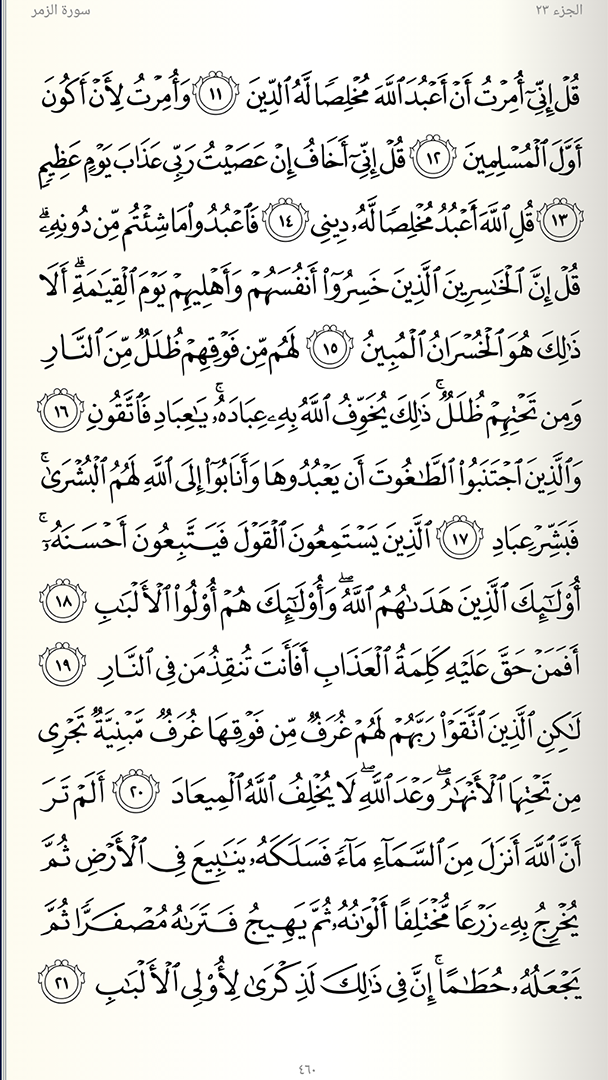 الجزء ٢٣
سورة الزمر
قُلْ إِنِّىٓ أُمِرْتُ أَنْ أَعْبُدَ ٱللَّهَ مُخْلِصًا لَّهُ ٱلدِّينَ ١١ وَأُمِرْتُ لِأَنْ أَكُونَ
أَوَّلَ ٱلْمُسْلِمِينَ ١٢ قُلْ إِنِّىٓ أَخَافُ إِنْ عَصَيْتُ رَبِّى عَذَابَ يَوْمٍ عَظِيمٍ
١٣ قُلِ ٱللَّهَ أَعْبُدُ مُخْلِصًا لَّهُۥ دِينِى ١٤ فَٱعْبُدُوا۟ مَا شِئْتُم مِّن دُونِهِۦۗ
قُلْ إِنَّ ٱلْخَـٰسِرِينَ ٱلَّذِينَ خَسِرُوٓا۟ أَنفُسَهُمْ وَأَهْلِيهِمْ يَوْمَ ٱلْقِيَـٰمَةِۗ أَلَا
ذَٰلِكَ هُوَ ٱلْخُسْرَانُ ٱلْمُبِينُ ١٥ لَهُم مِّن فَوْقِهِمْ ظُلَلٌ مِّنَ ٱلنَّارِ
وَمِن تَحْتِهِمْ ظُلَلٌۚ ذَٰلِكَ يُخَوِّفُ ٱللَّهُ بِهِۦ عِبَادَهُۥۚ يَـٰعِبَادِ فَٱتَّقُونِ ١٦
وَٱلَّذِينَ ٱجْتَنَبُوا۟ ٱلطَّـٰغُوتَ أَن يَعْبُدُوهَا وَأَنَابُوٓا۟ إِلَى ٱللَّهِ لَهُمُ ٱلْبُشْرَىٰۚ
فَبَشِّرْ عِبَادِ ١٧ ٱلَّذِينَ يَسْتَمِعُونَ ٱلْقَوْلَ فَيَتَّبِعُونَ أَحْسَنَهُۥٓۚ
أُو۟لَـٰٓئِكَ ٱلَّذِينَ هَدَىٰهُمُ ٱللَّهُۖ وَأُو۟لَـٰٓئِكَ هُمْ أُو۟لُوا۟ ٱلْأَلْبَـٰبِ ١٨
أَفَمَنْ حَقَّ عَلَيْهِ كَلِمَةُ ٱلْعَذَابِ أَفَأَنتَ تُنقِذُ مَن فِى ٱلنَّارِ ١٩
لَـٰكِنِ ٱلَّذِينَ ٱتَّقَوْا۟ رَبَّهُمْ لَهُمْ غُرَفٌ مِّن فَوْقِهَا غُرَفٌ مَّبْنِيَّةٌ تَجْرِى
مِن تَحْتِهَا ٱلْأَنْهَـٰرُۖ وَعْدَ ٱللَّهِۖ لَا يُخْلِفُ ٱللَّهُ ٱلْمِيعَادَ ٢٠ أَلَمْ تَرَ
أَنَّ ٱللَّهَ أَنزَلَ مِنَ ٱلسَّمَآءِ مَآءً فَسَلَكَهُۥ يَنَـٰبِيعَ فِى ٱلْأَرْضِ ثُمَّ
يُخْرِجُ بِهِۦ زَرْعًا مُّخْتَلِفًا أَلْوَٰنُهُۥ ثُمَّ يَهِيجُ فَتَرَىٰهُ مُصْفَرًّا ثُمَّ
يَجْعَلُهُۥ حُطَـٰمًاۚ إِنَّ فِى ذَٰلِكَ لَذِكْرَىٰ لِأُو۟لِى ٱلْأَلْبَـٰبِ ٢١
٤٦٠